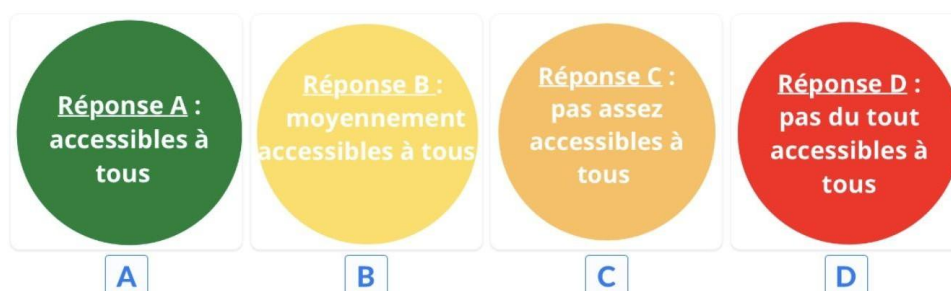 Réponse A :
accessibles à
tous
Réponse B :
moyennement
accessibles à tous
Réponse C :
pas assez
accessibles à
tous
Réponse D :
pas du tout
accessibles à
tous
A
B
C
D